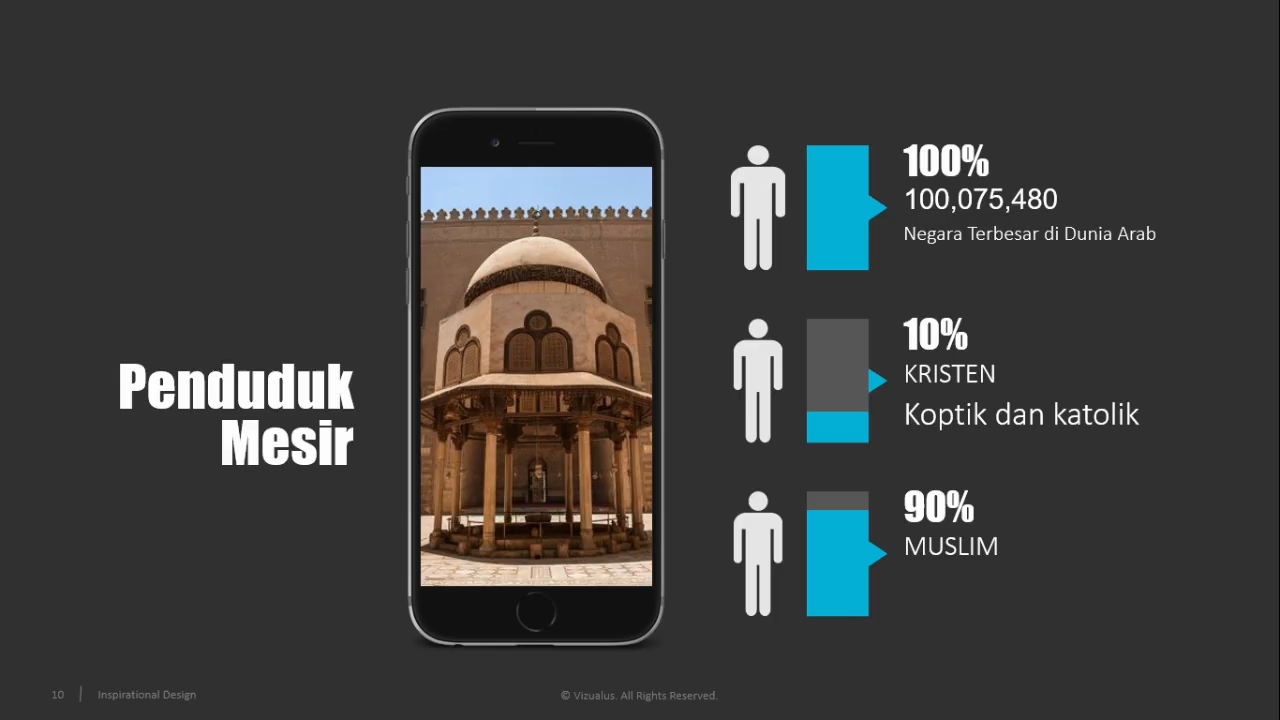 Penduduk
Mesir
100%
100,075,480
Negara Terbesar di Dunia Arab
10%
KRISTEN
Koptik dan katolik
90%
MUSLIM
10
Inspirational Design
© Vizualus. All Rights Reserved.